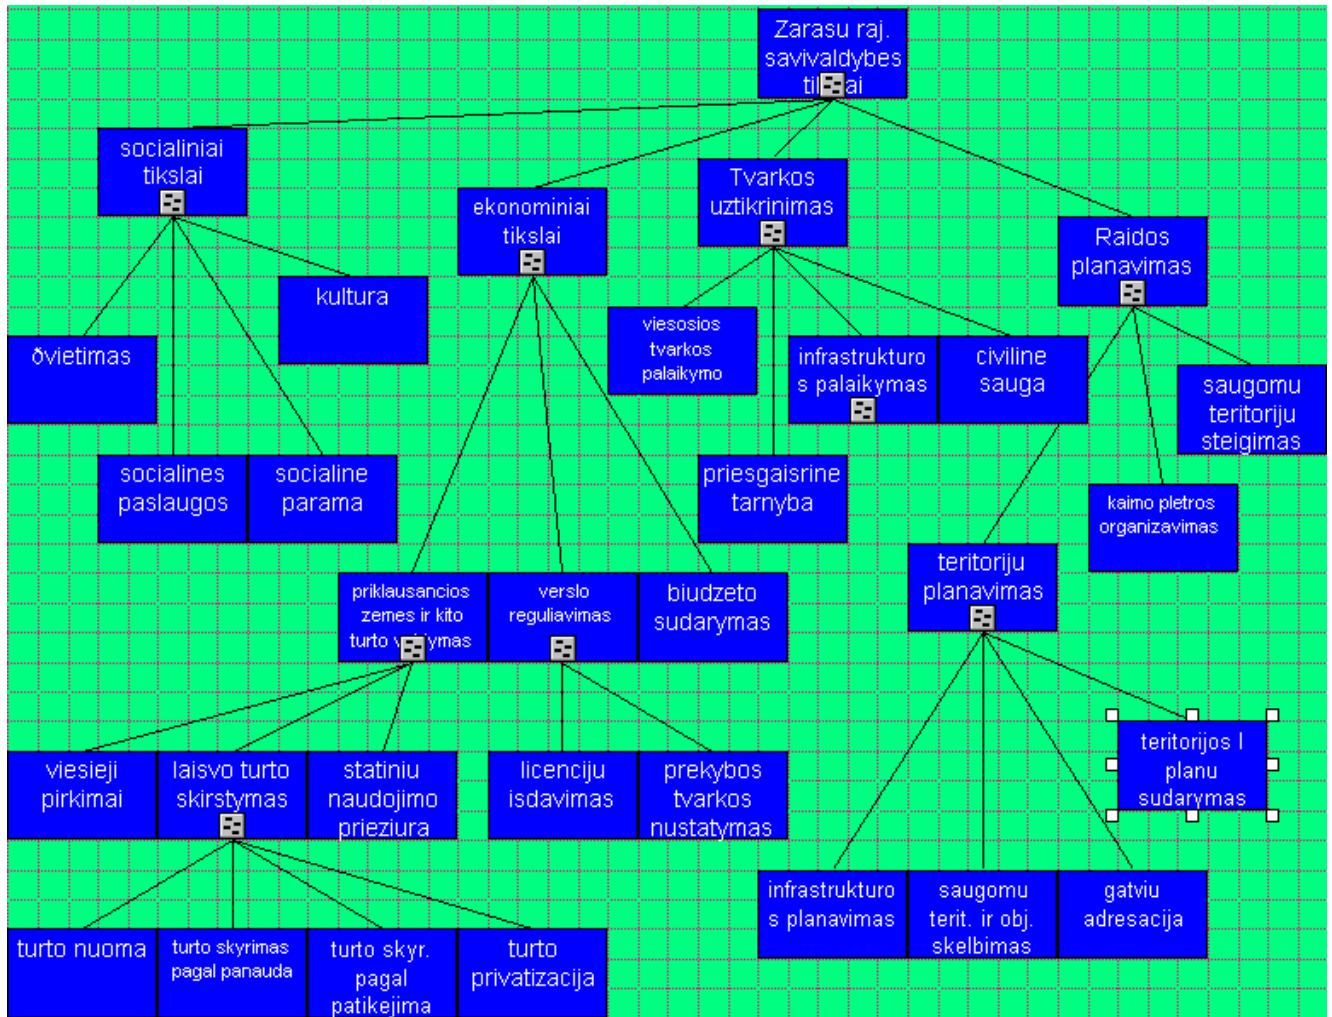 Zarasu raj.
savivaldybes
socialiniai
tikslai
ekonominiai
tikslai
Tvarkos
uztikrinimas
Raidos
planavimas
ðvietimas
kultura
socialines
paslaugos
socialine
parama
viesosios
tvarkos
palaikymo
infrastrukturo
s palaikymas
civiline
sauga
priesgaisrine
tarnyba
saugomu
teritoriju
steigimas
kaimo pletros
organizavimas
teritoriju
planavimas
priklausancios
zemes ir kito
turto
verslo
reguliavimas
biudzeto
sudarymas
viesieji
pirkimai
laisvo turto
skirstymas
statiniu
naudojimo
prieziura
licenciju
isdavimas
prekybos
tvarkos
nustatymas
teritorijos I
planu
sudarymas
infrastrukturo
s planavimas
saugomu
terit. ir obj.
skelbimas
gatviu
adresacija
turto nuoma
turto skyrimas
pagal panauda
turto skyr.
pagal
patikejima
turto
privatizacija